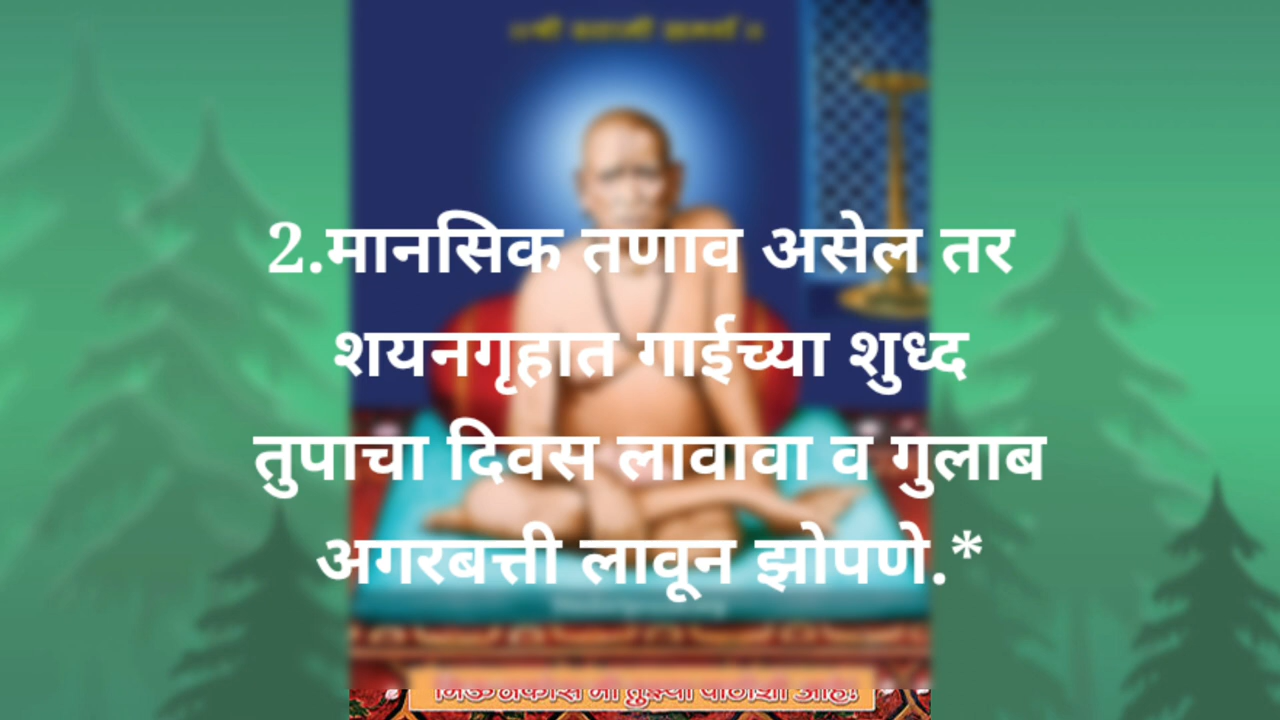 2.मानसिक तणाव असेल तर
शयनगृहात गाईच्या शुध्द
तुपाचा दिवस लावावा व गुलाब
अगरबत्ती लावून झोपणे.*